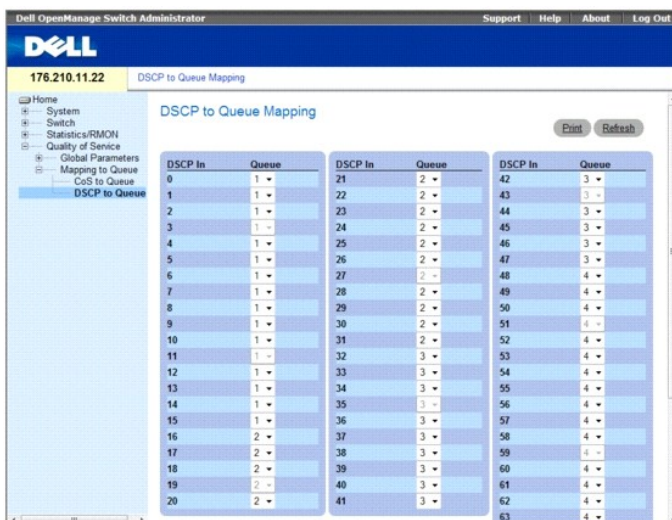 Dell OpenManage Switch Administrator
Support Help About Log Out
DELL
176.210.11.22
DSCP to Queue Mapping
Home
System
Switch
Statistics/RMON
Quality of Service
Global Parameters
Mapping to Queue
CoS to Queue
DSCP to Queue
DSCP to Queue Mapping
Print Refresh
DSCP In Queue DSCP In Queue DSCP In Queue
0 1 21 2 42 3
1 1 22 2 43 3
2 1 23 2 44 3
3 1 24 2 45 3
4 1 25 2 46 3
5 1 26 2 47 3
6 1 27 2 48 4
7 1 28 2 49 4
8 1 29 2 50 4
9 1 30 2 51 4
10 1 31 2 52 4
11 1 32 3 53 4
12 1 33 3 54 4
13 1 34 3 55 4
14 1 35 3 56 4
15 1 36 3 57 4
16 2 37 3 58 4
17 2 38 3 59 4
18 2 39 3 60 4
19 2 40 3 61 4
20 2 41 3 62 4
63 4